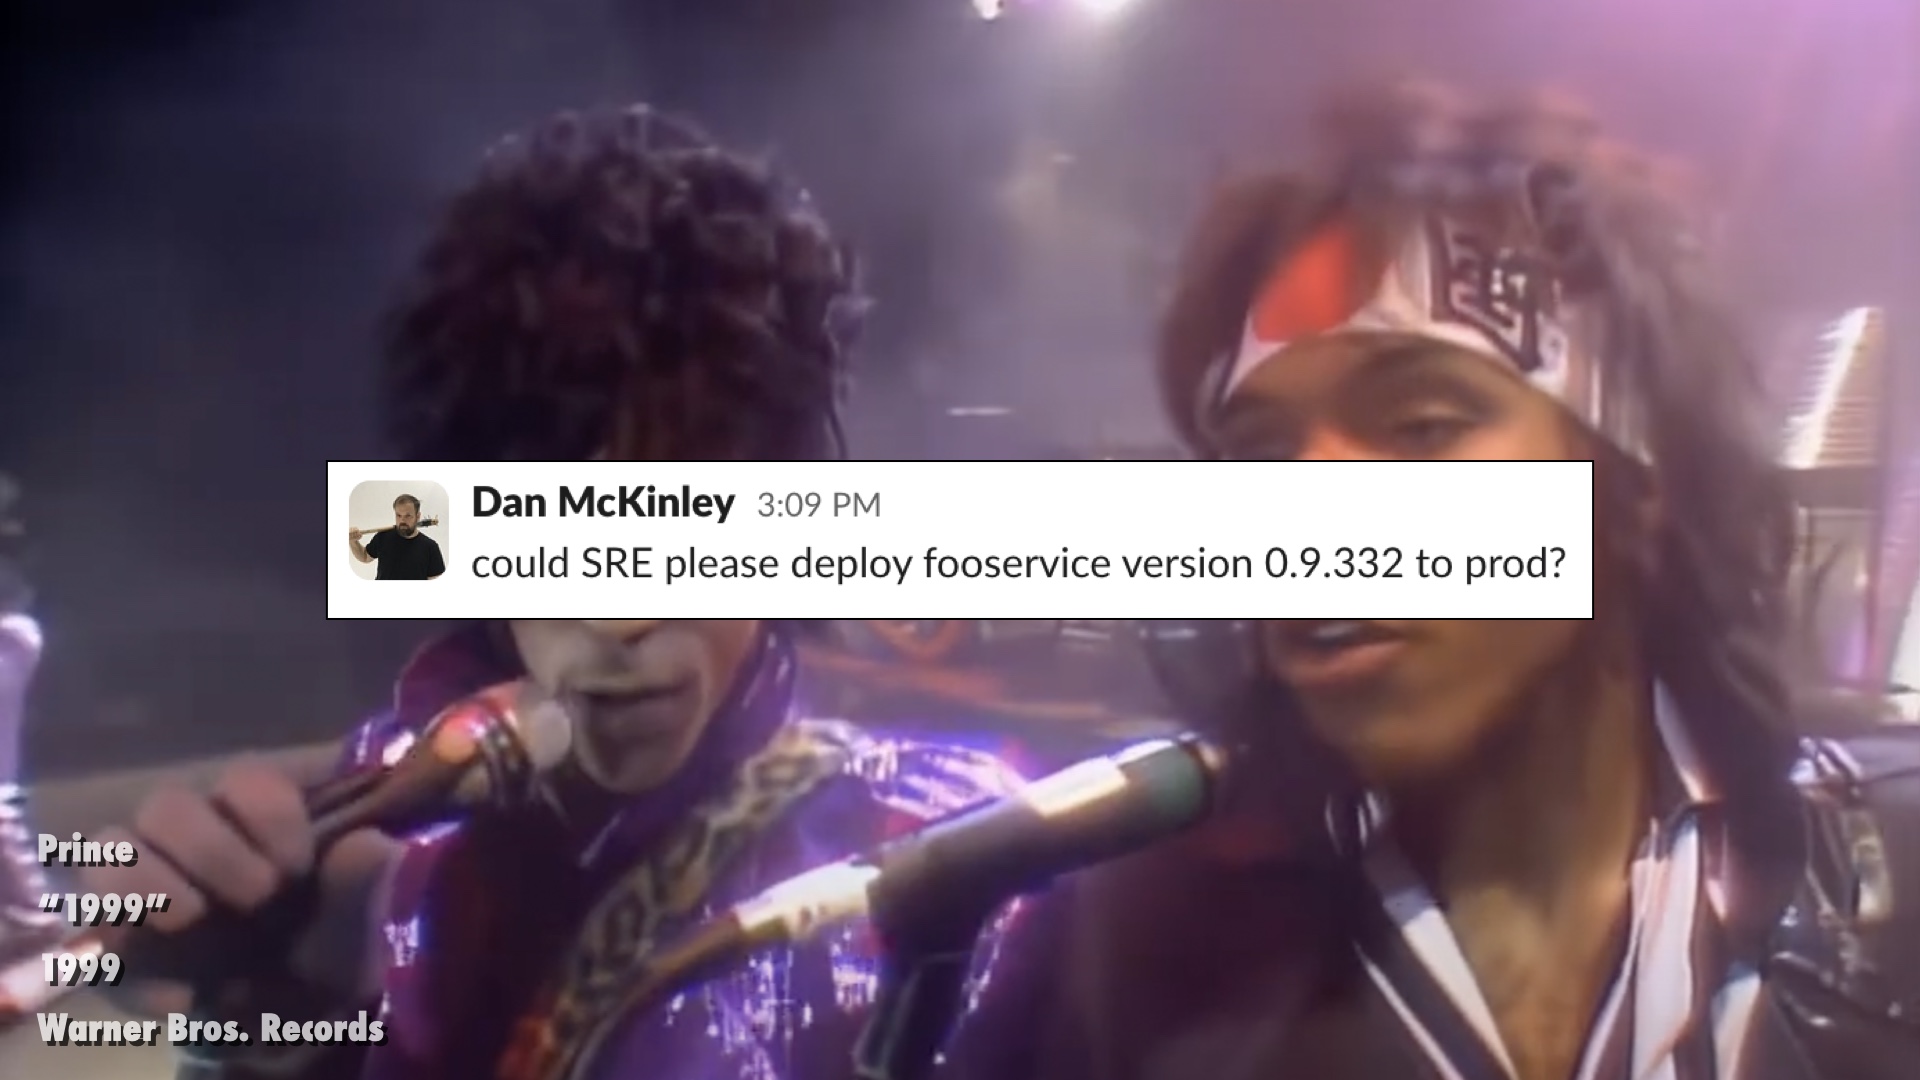 Dan McKinley 3:09 PM
could SRE please deploy fooservice version 0.9.332 to prod?
Prince
“1999”
1999
Warner Bros. Records